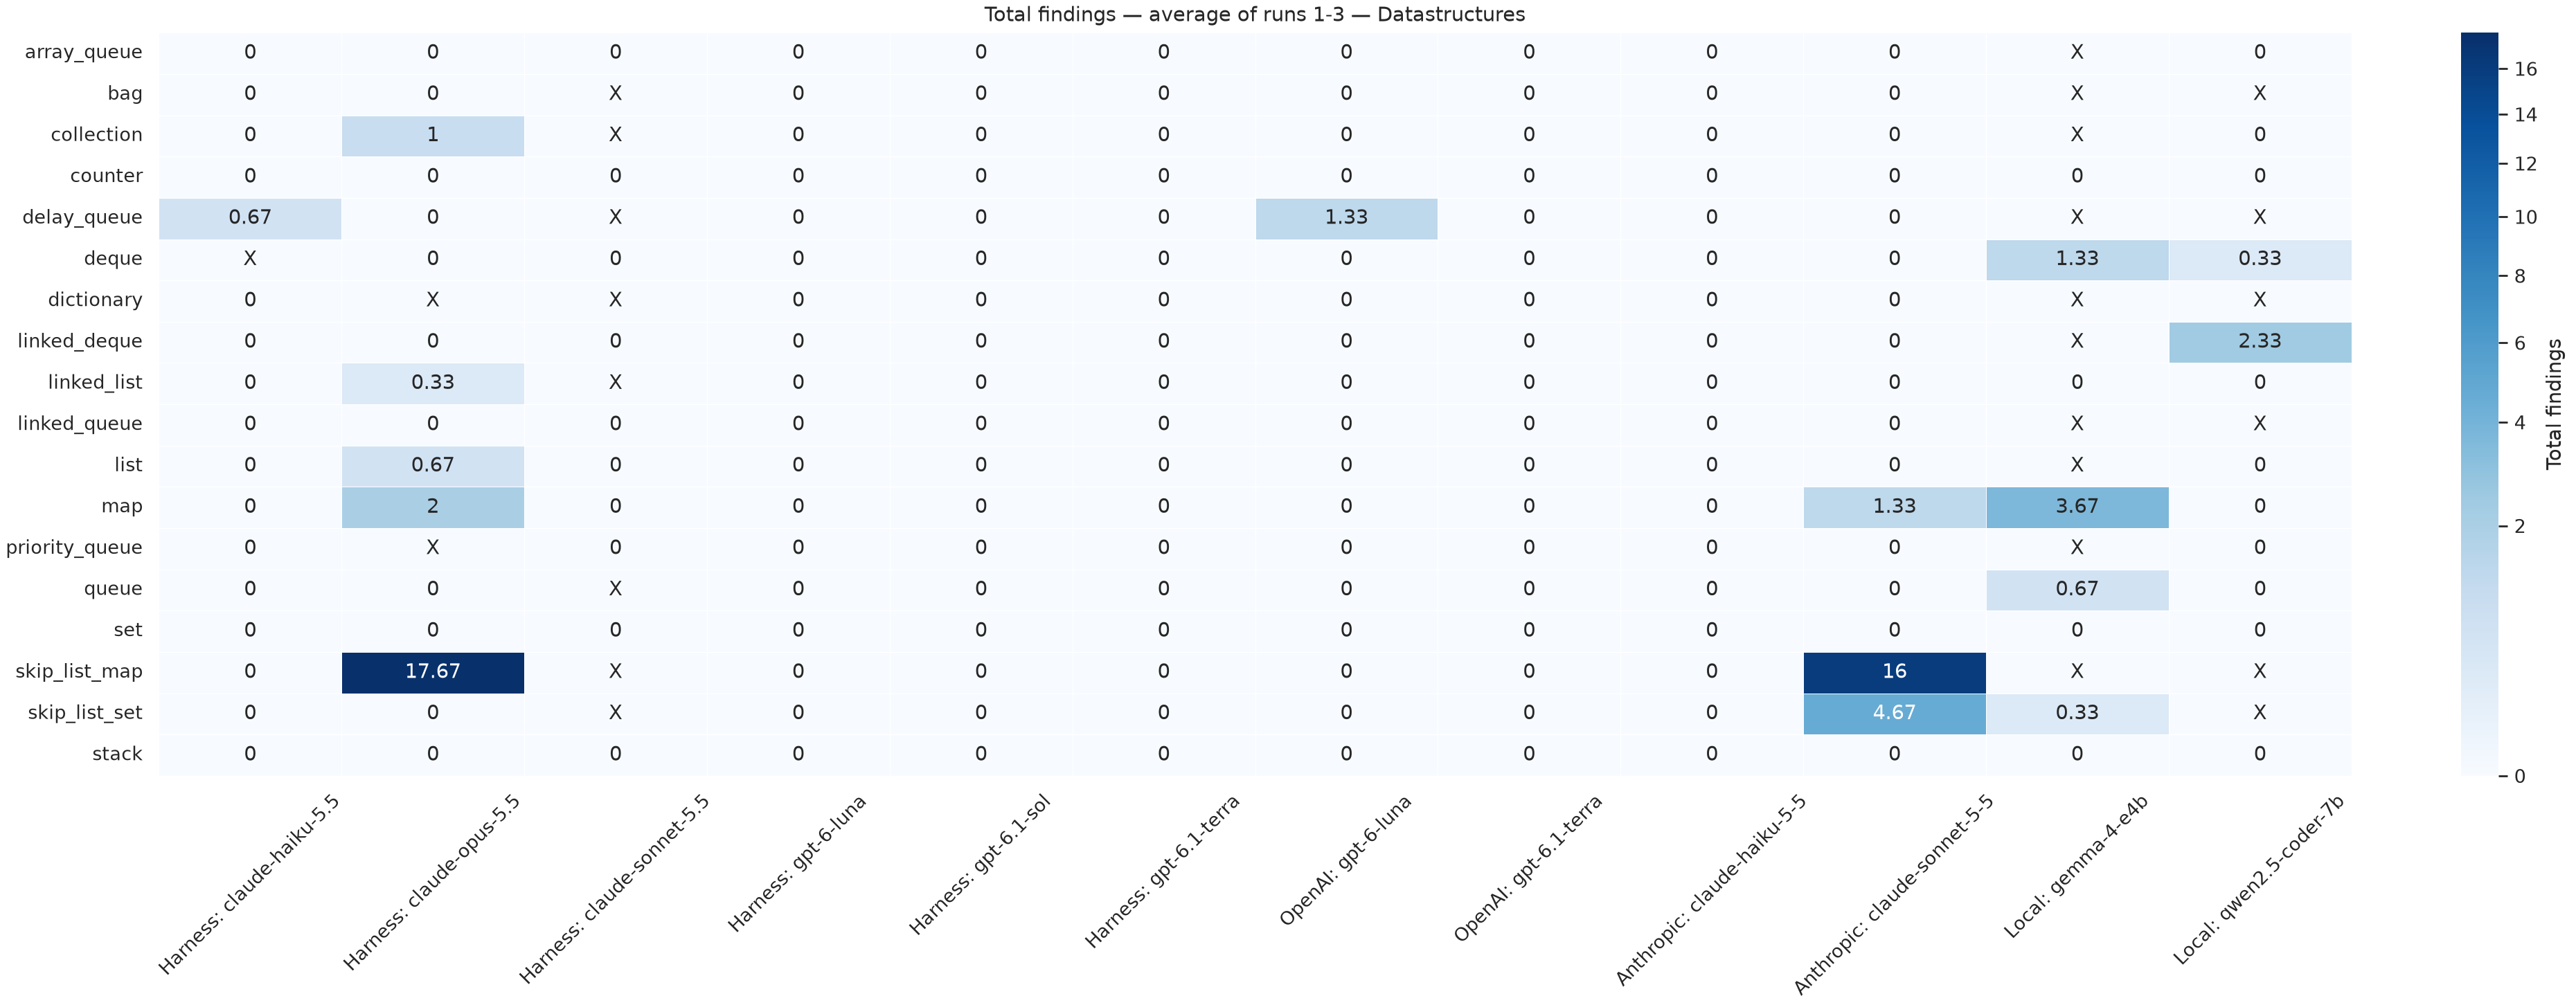 Total findings — average of runs 1-3 — Datastructures
array_queue 0 0 0 0 0 0 0 0 0 0 X 0
bag 0 0 X 0 0 0 0 0 0 0 X X
collection 0 1 X 0 0 0 0 0 0 0 X 0
counter 0 0 0 0 0 0 0 0 0 0 0 0
delay_queue 0.67 0 X 0 0 0 1.33 0 0 0 X X
deque X 0 0 0 0 0 0 0 0 0 1.33 0.33
dictionary 0 X X 0 0 0 0 0 0 0 X X
linked_deque 0 0 0 0 0 0 0 0 0 0 X 2.33
linked_list 0 0.33 X 0 0 0 0 0 0 0 0 0
linked_queue 0 0 0 0 0 0 0 0 0 0 X X
list 0 0.67 0 0 0 0 0 0 0 0 X 0
map 0 2 0 0 0 0 0 0 0 1.33 3.67 0
priority_queue 0 X 0 0 0 0 0 0 0 0 X 0
queue 0 0 X 0 0 0 0 0 0 0 0.67 0
set 0 0 0 0 0 0 0 0 0 0 0 0
skip_list_map 0 17.67 X 0 0 0 0 0 0 16 X X
skip_list_set 0 0 X 0 0 0 0 0 0 4.67 0.33 X
stack 0 0 0 0 0 0 0 0 0 0 0 0
Harness: claude-haiku-5.5
Harness: claude-opus-5.5
Harness: claude-sonnet-5.5
Harness: gpt-6-luna
Harness: gpt-6.1-sol
Harness: gpt-6.1-terra
OpenAI: gpt-6-luna
OpenAI: gpt-6.1-terra
Anthropic: claude-haiku-5-5
Anthropic: claude-sonnet-5-5
Local: gemma-4-e4b
Local: qwen2.5-coder-7b
16
14
12
10
8
6
4
2
0
Total findings